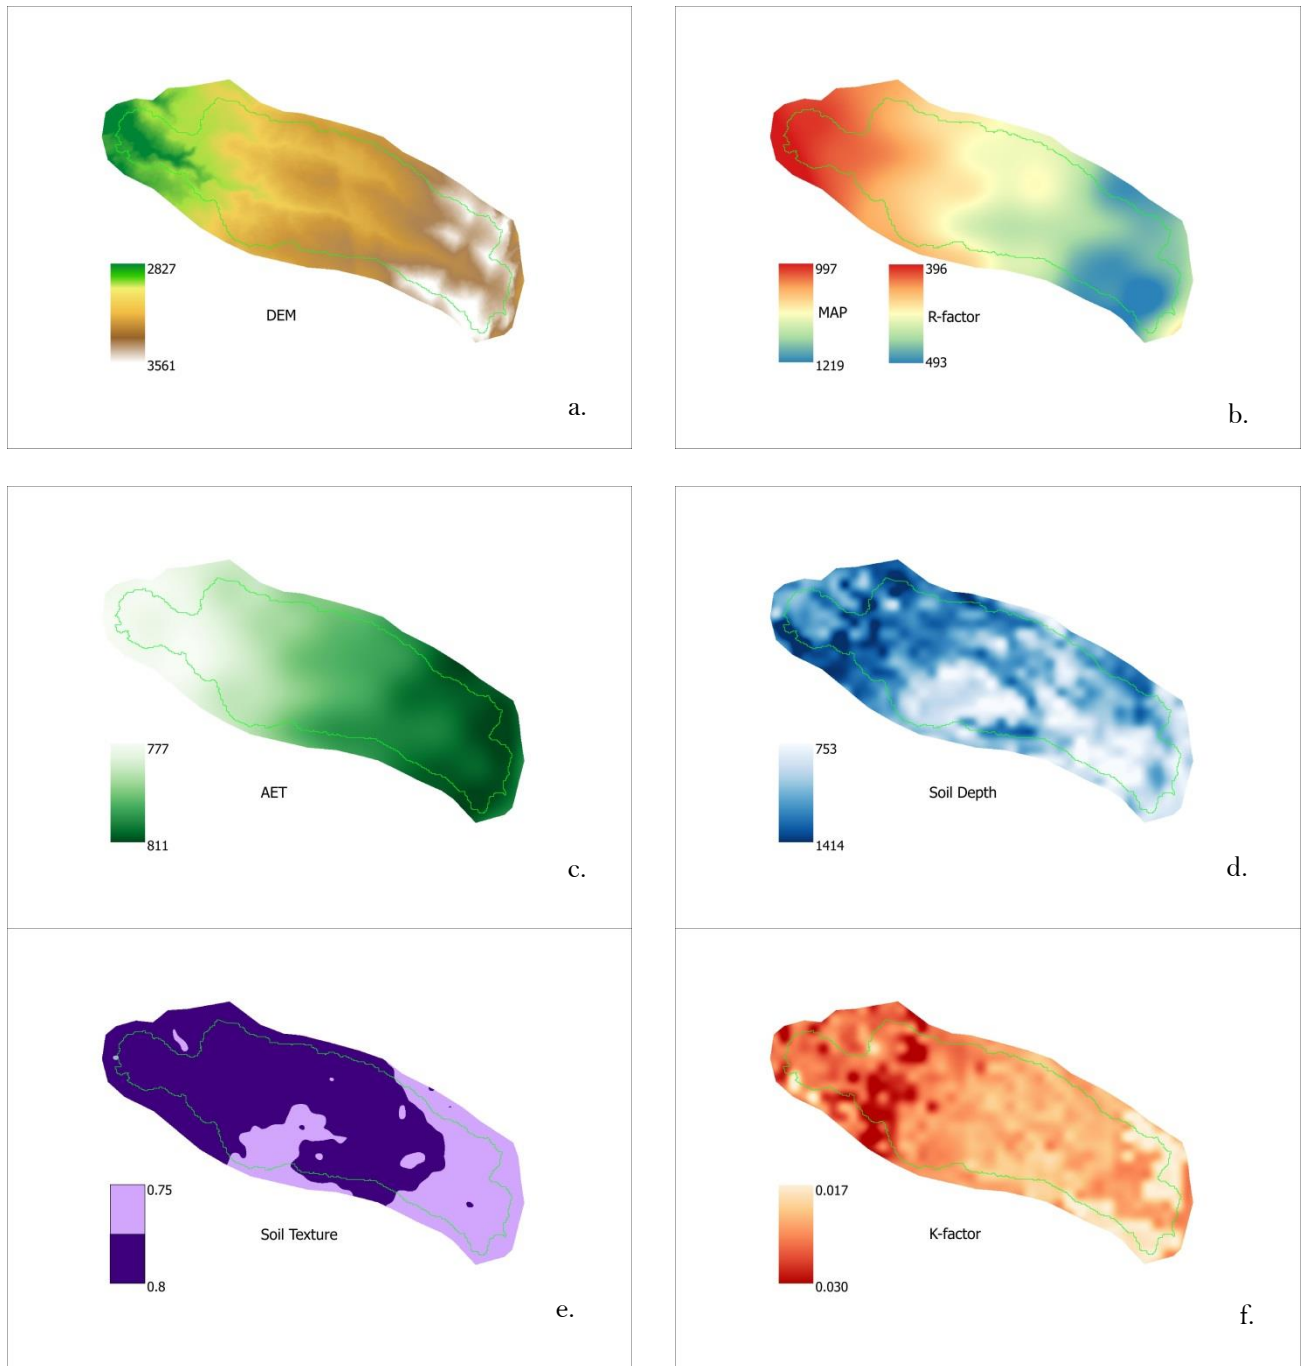 2827
DEM
3561
a.
997
396
MAP
R-factor
1219
493
b.
777
AET
811
c.
753
Soil Depth
1414
d.
0.75
Soil Texture
0.8
e.
0.017
K-factor
0.030
f.